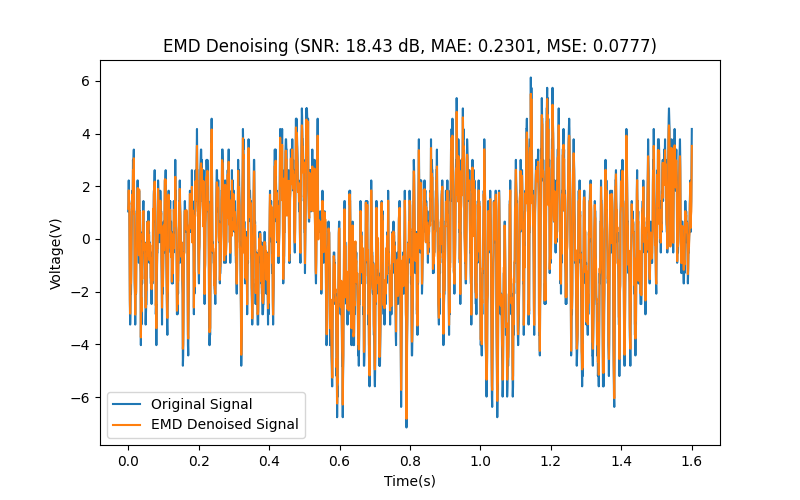 EMD Denoising (SNR: 18.43 dB, MAE: 0.2301, MSE: 0.0777)
6
4
2
0
−2
−4
−6
Voltage(V)
Original Signal
EMD Denoised Signal
0.0 0.2 0.4 0.6 0.8 1.0 1.2 1.4 1.6
Time(s)